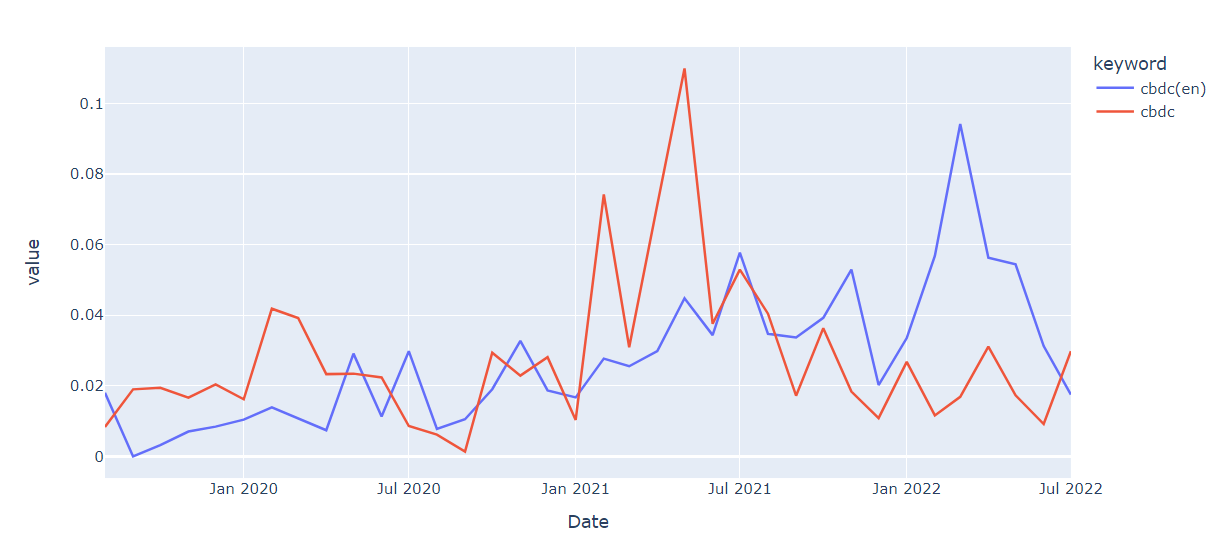 keyword
cbdc(en)
cbdc
value
0.1
0.08
0.06
0.04
0.02
0
Jan 2020
Jul 2020
Jan 2021
Jul 2021
Jan 2022
Jul 2022
Date